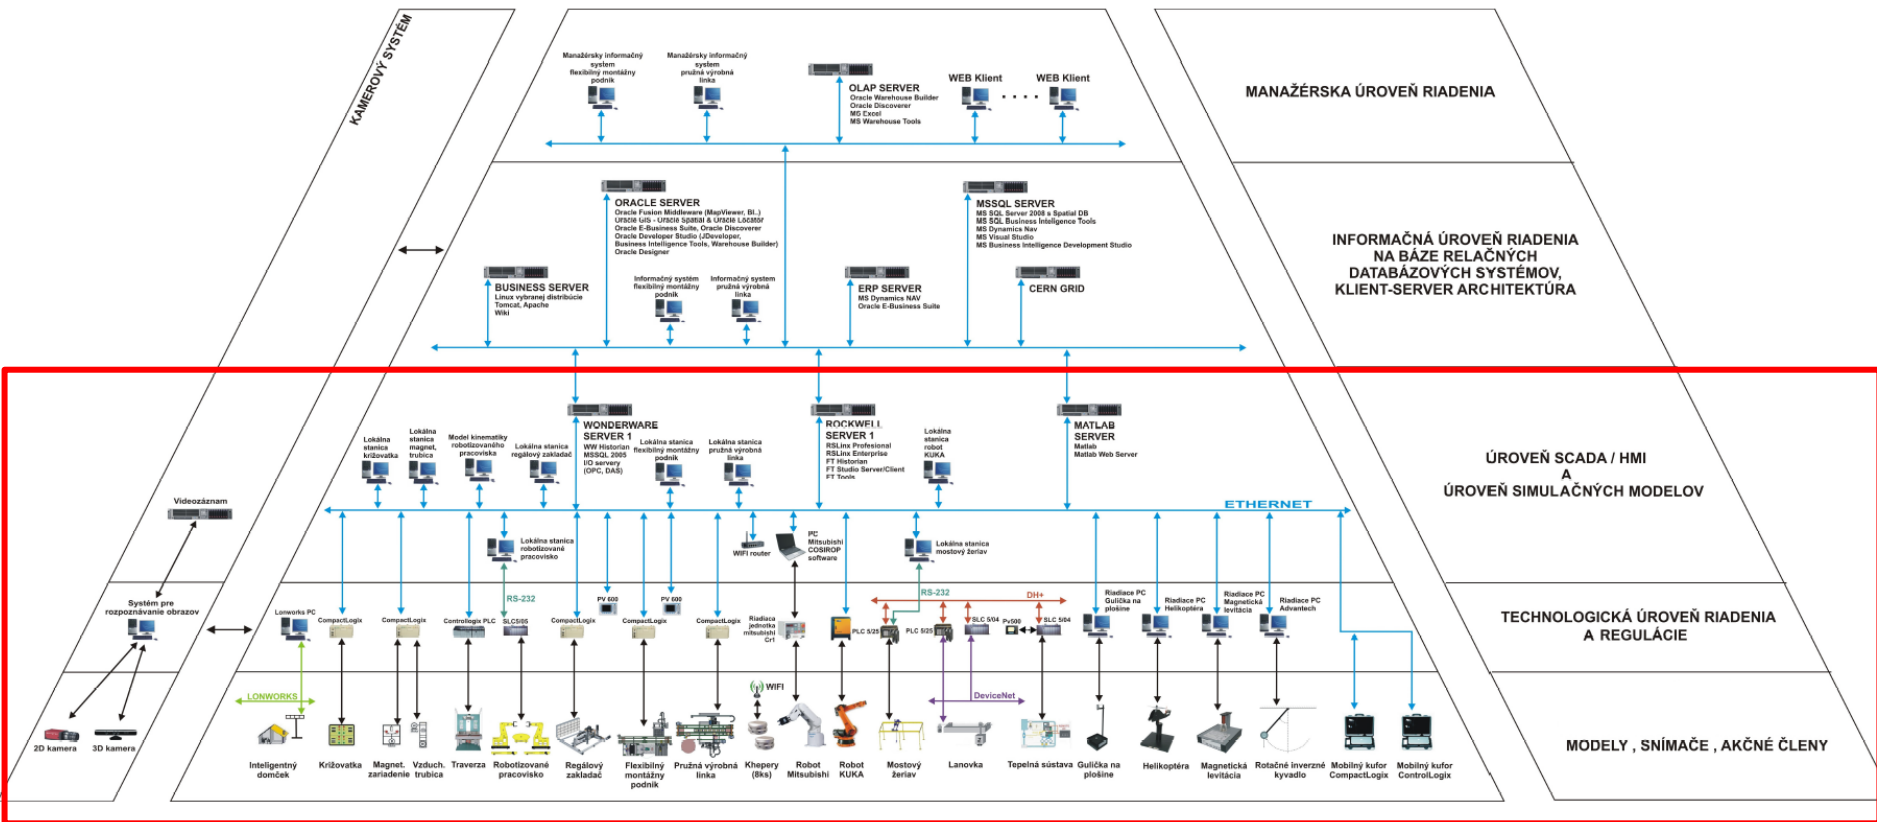 KAMEROVÝ SYSTÉM
Manažérsky informačný
system
flexibilný montážny
podnik
Manažérsky informačný
system
pružná výrobná
linka
OLAP SERVER
Oracle Warehouse Builder
Oracle Discoverer
MS Excel
MS Warehouse Tools
WEB Klient
WEB Klient
MANAŽÉRSKA ÚROVEŇ RIADENIA
ORACLE SERVER
Oracle Fusion Middleware (MapViewer, BI..)
Oracle GIS - Oracle Spatial & Oracle Locator
Oracle E-Business Suite, Oracle Discoverer
Oracle Developer Studio (JDeveloper,
Business Intelligence Tools, Warehouse Builder)
Oracle Designer
MSSQL SERVER
MS SQL Server 2008 s Spatial DB
MS SQL Business Inteligence Tools
MS Dynamics Nav
MS Visual Studio
MS Business Intelligence Development Studio
INFORMAČNÁ ÚROVEŇ RIADENIA
NA BÁZE RELAČNÝCH
DATABÁZOVÝCH SYSTÉMOV,
KLIENT-SERVER ARCHITEKTÚRA
BUSINESS SERVER
Linux vybranej distribúcie
Tomcat, Apache
Wiki
Informačný systém
flexibilný montážny
podnik
Informačný system
pružná výrobná
linka
ERP SERVER
MS Dynamics NAV
Oracle E-Business Suite
CERN GRID
Lokálna
stanica
križovatka
Lokálna
stanica
magnet,
trubica
Model kinematiky
robotizovaného
pracoviska
Lokálna stanica
regálový zakladač
WONDERWARE
SERVER 1
WW Historian
MSSQL 2005
I/O servery
(OPC, DAS)
Lokálna stanica
flexibilný montážny
podnik
Lokálna stanica
pružná výrobná
linka
ROCKWELL
SERVER 1
RSLinx Profesional
RSLinx Enterprise
FT Historian
FT Studio Server/Client
FT Tools
Lokálna
stanica
robot
KUKA
MATLAB
SERVER
Matlab
Matlab Web Server
ÚROVEŇ SCADA / HMI
A
ÚROVEŇ SIMULAČNÝCH MODELOV
Videozáznam
ETHERNET
Lokálna stanica
robotizované
pracovisko
WIFI router
PC
Mitsubishi
COSIROP
software
Lokálna stanica
mostový žeriav
Systém pre
rozpoznávanie obrazov
Lonworks PC
CompactLogix
CompactLogix
Controllogix PLC
RS-232
SLC5/05
CompactLogix
PV 600
CompactLogix
PV 600
CompactLogix
Riadiaca
jednotka
mitsubishi
Cr1
PLC 5/25
RS-232
PLC 5/25
SLC 5/04
DH+
Pv500
SLC 5/04
Riadiace PC
Gulička na
plošine
Riadiace PC
Helikoptéra
Riadiace PC
Magnetická
levitácia
Riadiace PC
Advantech
TECHNOLOGICKÁ ÚROVEŇ RIADENIA
A REGULÁCIE
LONWORKS
WIFI
DeviceNet
2D kamera
3D kamera
Inteligentný
domček
Križovatka
Magnet.
zariadenie
Vzduch.
trubica
Traverza
Robotizované
pracovisko
Regálový
zakladač
Flexibilný
montážny
podnik
Pružná výrobná
linka
Khepery
(8ks)
Robot
Mitsubishi
Robot
KUKA
Mostový
žeriav
Lanovka
Tepelná sústava
Gulička na
plošine
Helikoptéra
Magnetická
levitácia
Rotačné inverzné
kyvadlo
Mobilný kufor
CompactLogix
Mobilný kufor
ControlLogix
MODELY , SNÍMAČE , AKČNÉ ČLENY